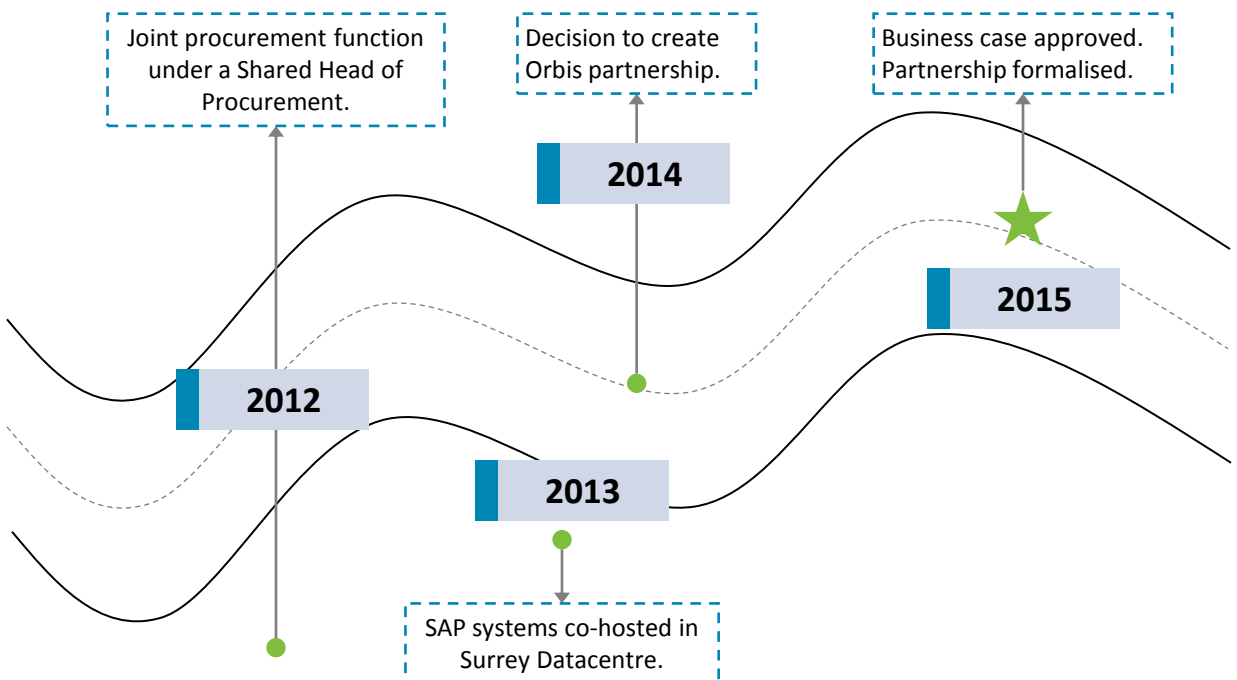 Joint procurement function
under a Shared Head of
Procurement.
Decision to create
Orbis partnership.
Business case approved.
Partnership formalised.
2014
2015
2012
2013
SAP systems co-hosted in
Surrey Datacentre.